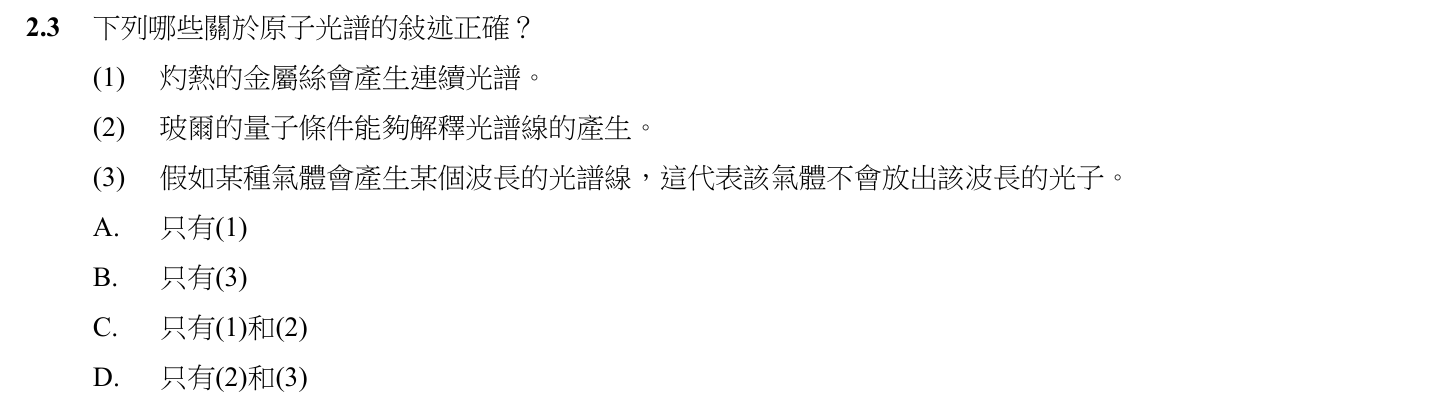 2.3 下列哪些關於原子光譜的敍述正確？
(1) 灼熱的金屬絲會產生連續光譜。
(2) 玻爾的量子條件能夠解釋光譜線的產生。
(3) 假如某種氣體會產生某個波長的光譜線，這代表該氣體不會放出該波長的光子。
A. 只有(1)
B. 只有(3)
C. 只有(1)和(2)
D. 只有(2)和(3)